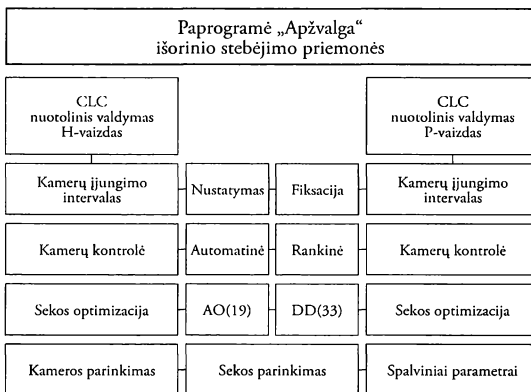 Paprogramė „Apžvalga“
išorinio stebėjimo priemonės
CLC
nuotolinis valdymas
H-vaizdas
CLC
nuotolinis valdymas
P-vaizdas
Kamerų įjungimo
intervalas
Nustatymas
Fiksacija
Kamerų įjungimo
intervalas
Kamerų kontrolė
Automatinė
Rankinė
Kamerų kontrolė
Sekos optimizacija
AO(19)
DD(33)
Sekos optimizacija
Kameros parinkimas
Sekos parinkimas
Spalviniai parametrai